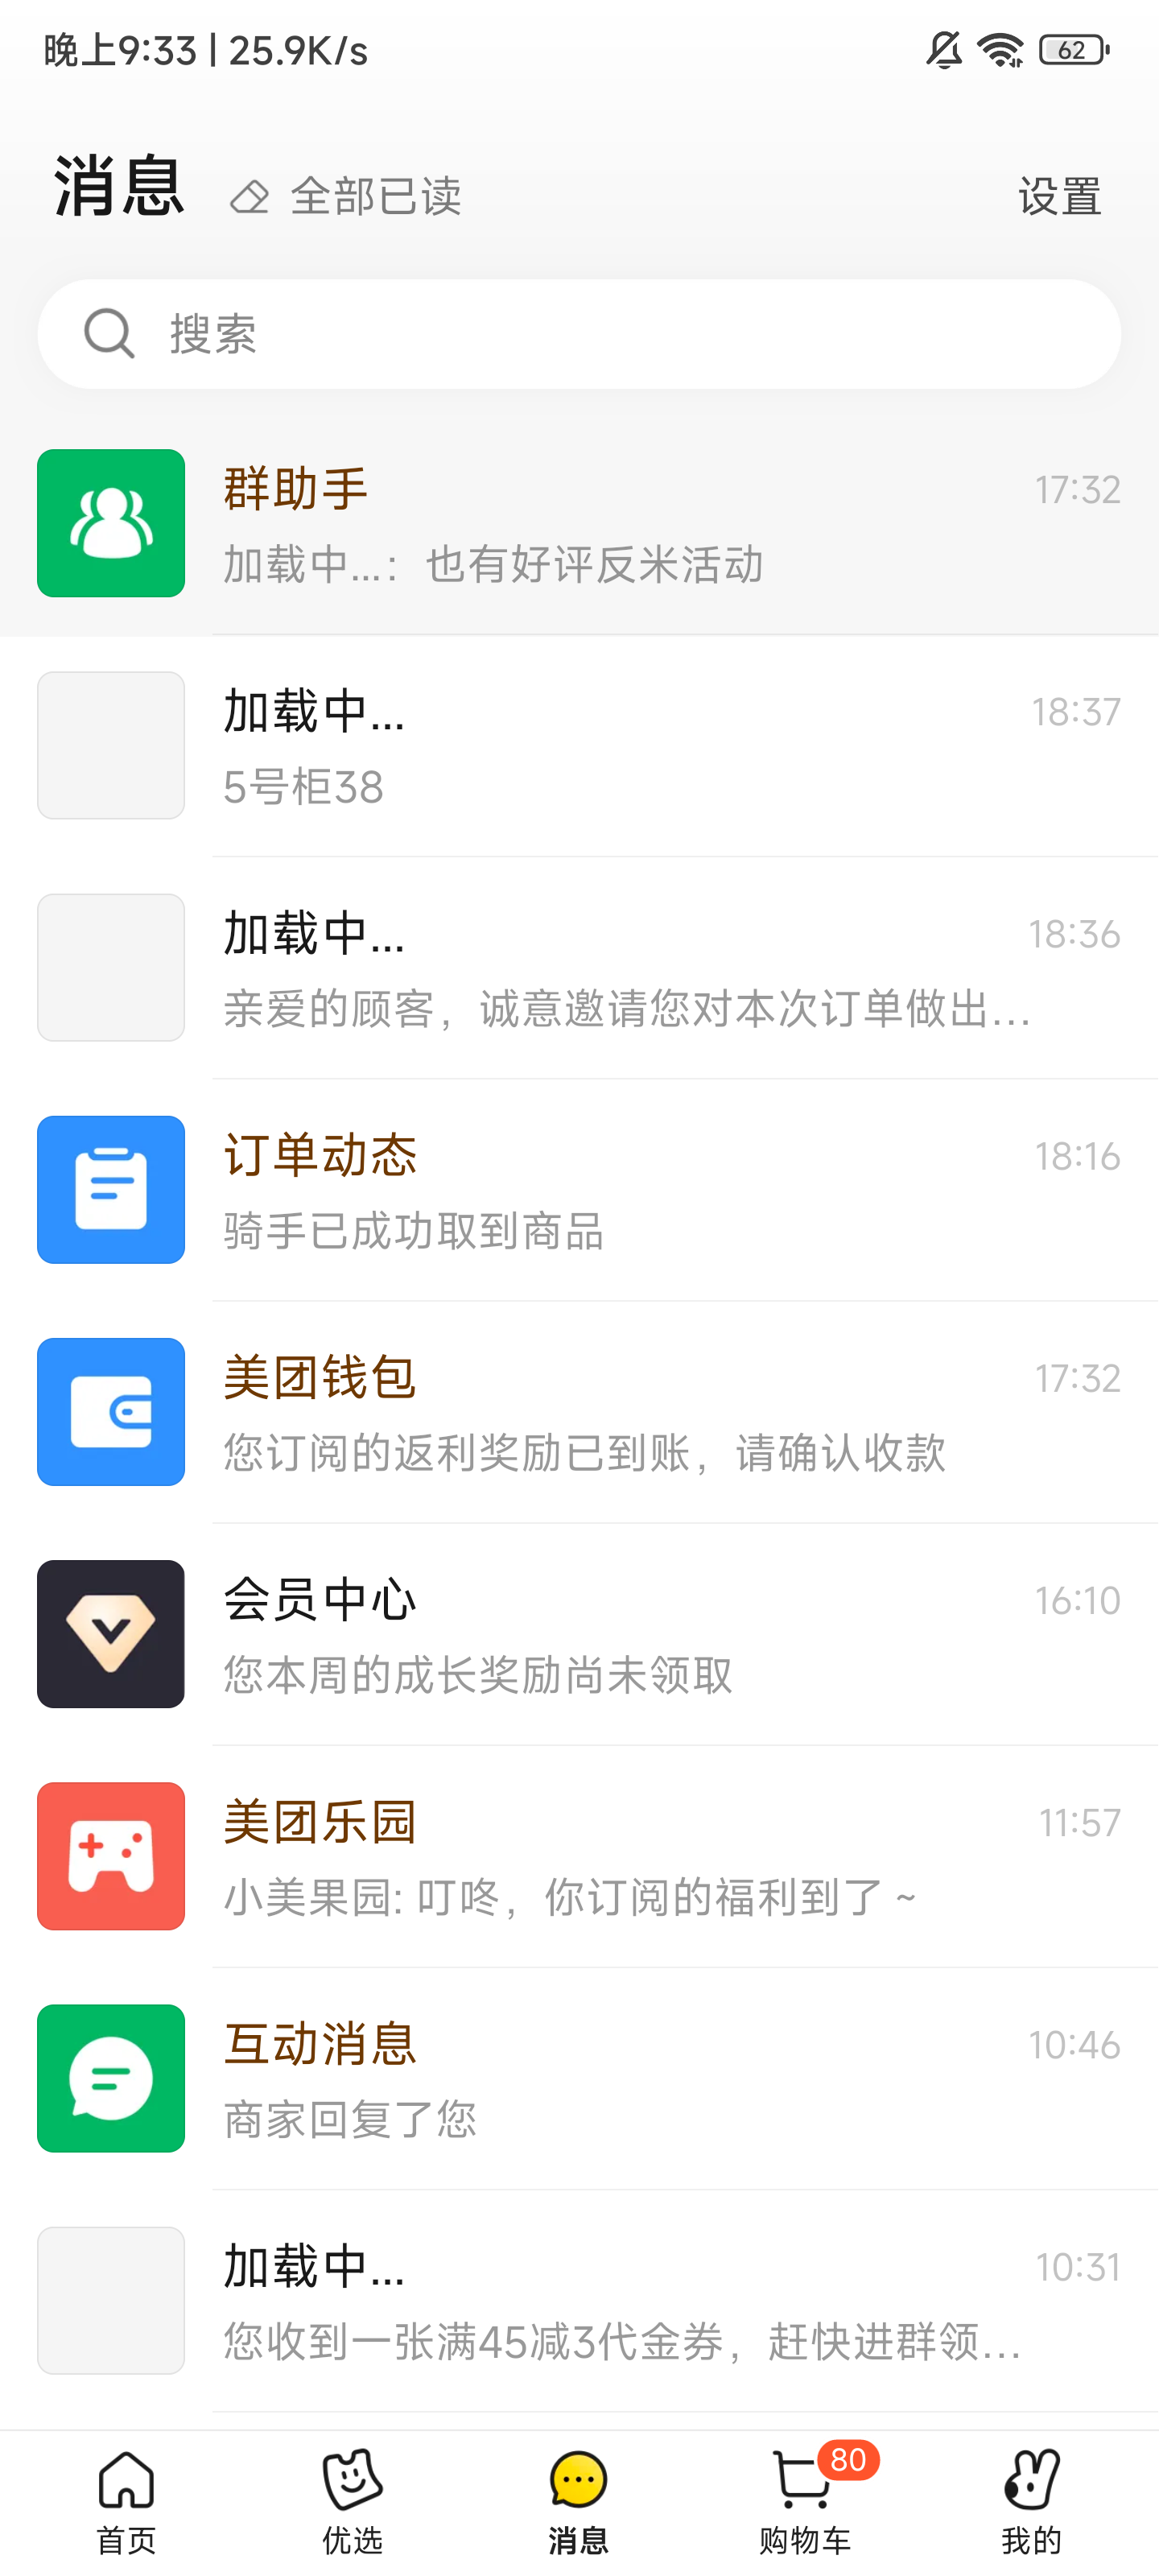 晚上9:33 | 25.9K/s
62
消息
全部已读
设置
搜索
群助手
17:32
加载中...：也有好评反米活动
加载中...
18:37
5号柜38
加载中...
18:36
亲爱的顾客，诚意邀请您对本次订单做出...
订单动态
18:16
骑手已成功取到商品
美团钱包
17:32
您订阅的返利奖励已到账，请确认收款
会员中心
16:10
您本周的成长奖励尚未领取
美团乐园
11:57
小美果园: 叮咚，你订阅的福利到了～
互动消息
10:46
商家回复了您
加载中...
10:31
您收到一张满45减3代金券，赶快进群领...
80
首页
优选
消息
购物车
我的